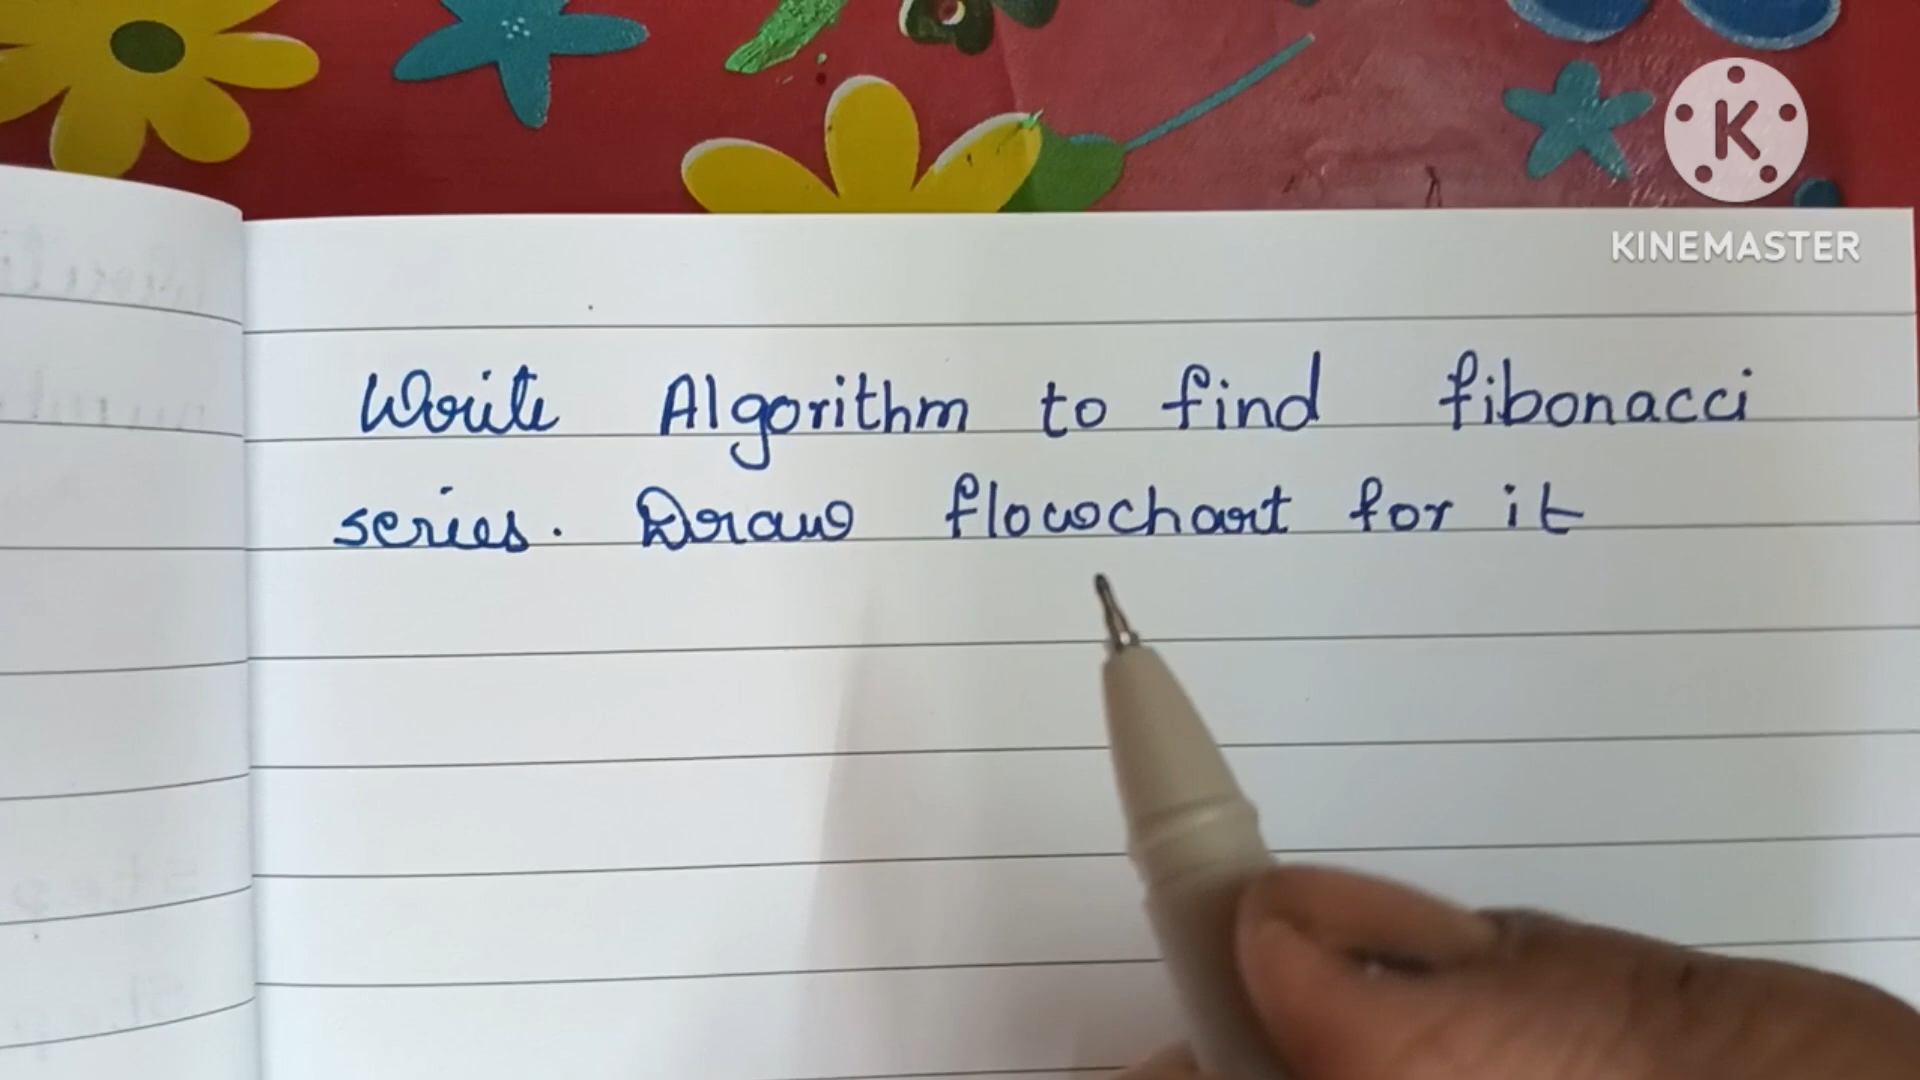 K
KINEMASTER
Write Algorithm to find fibonacci
series. Draw flowchart for it